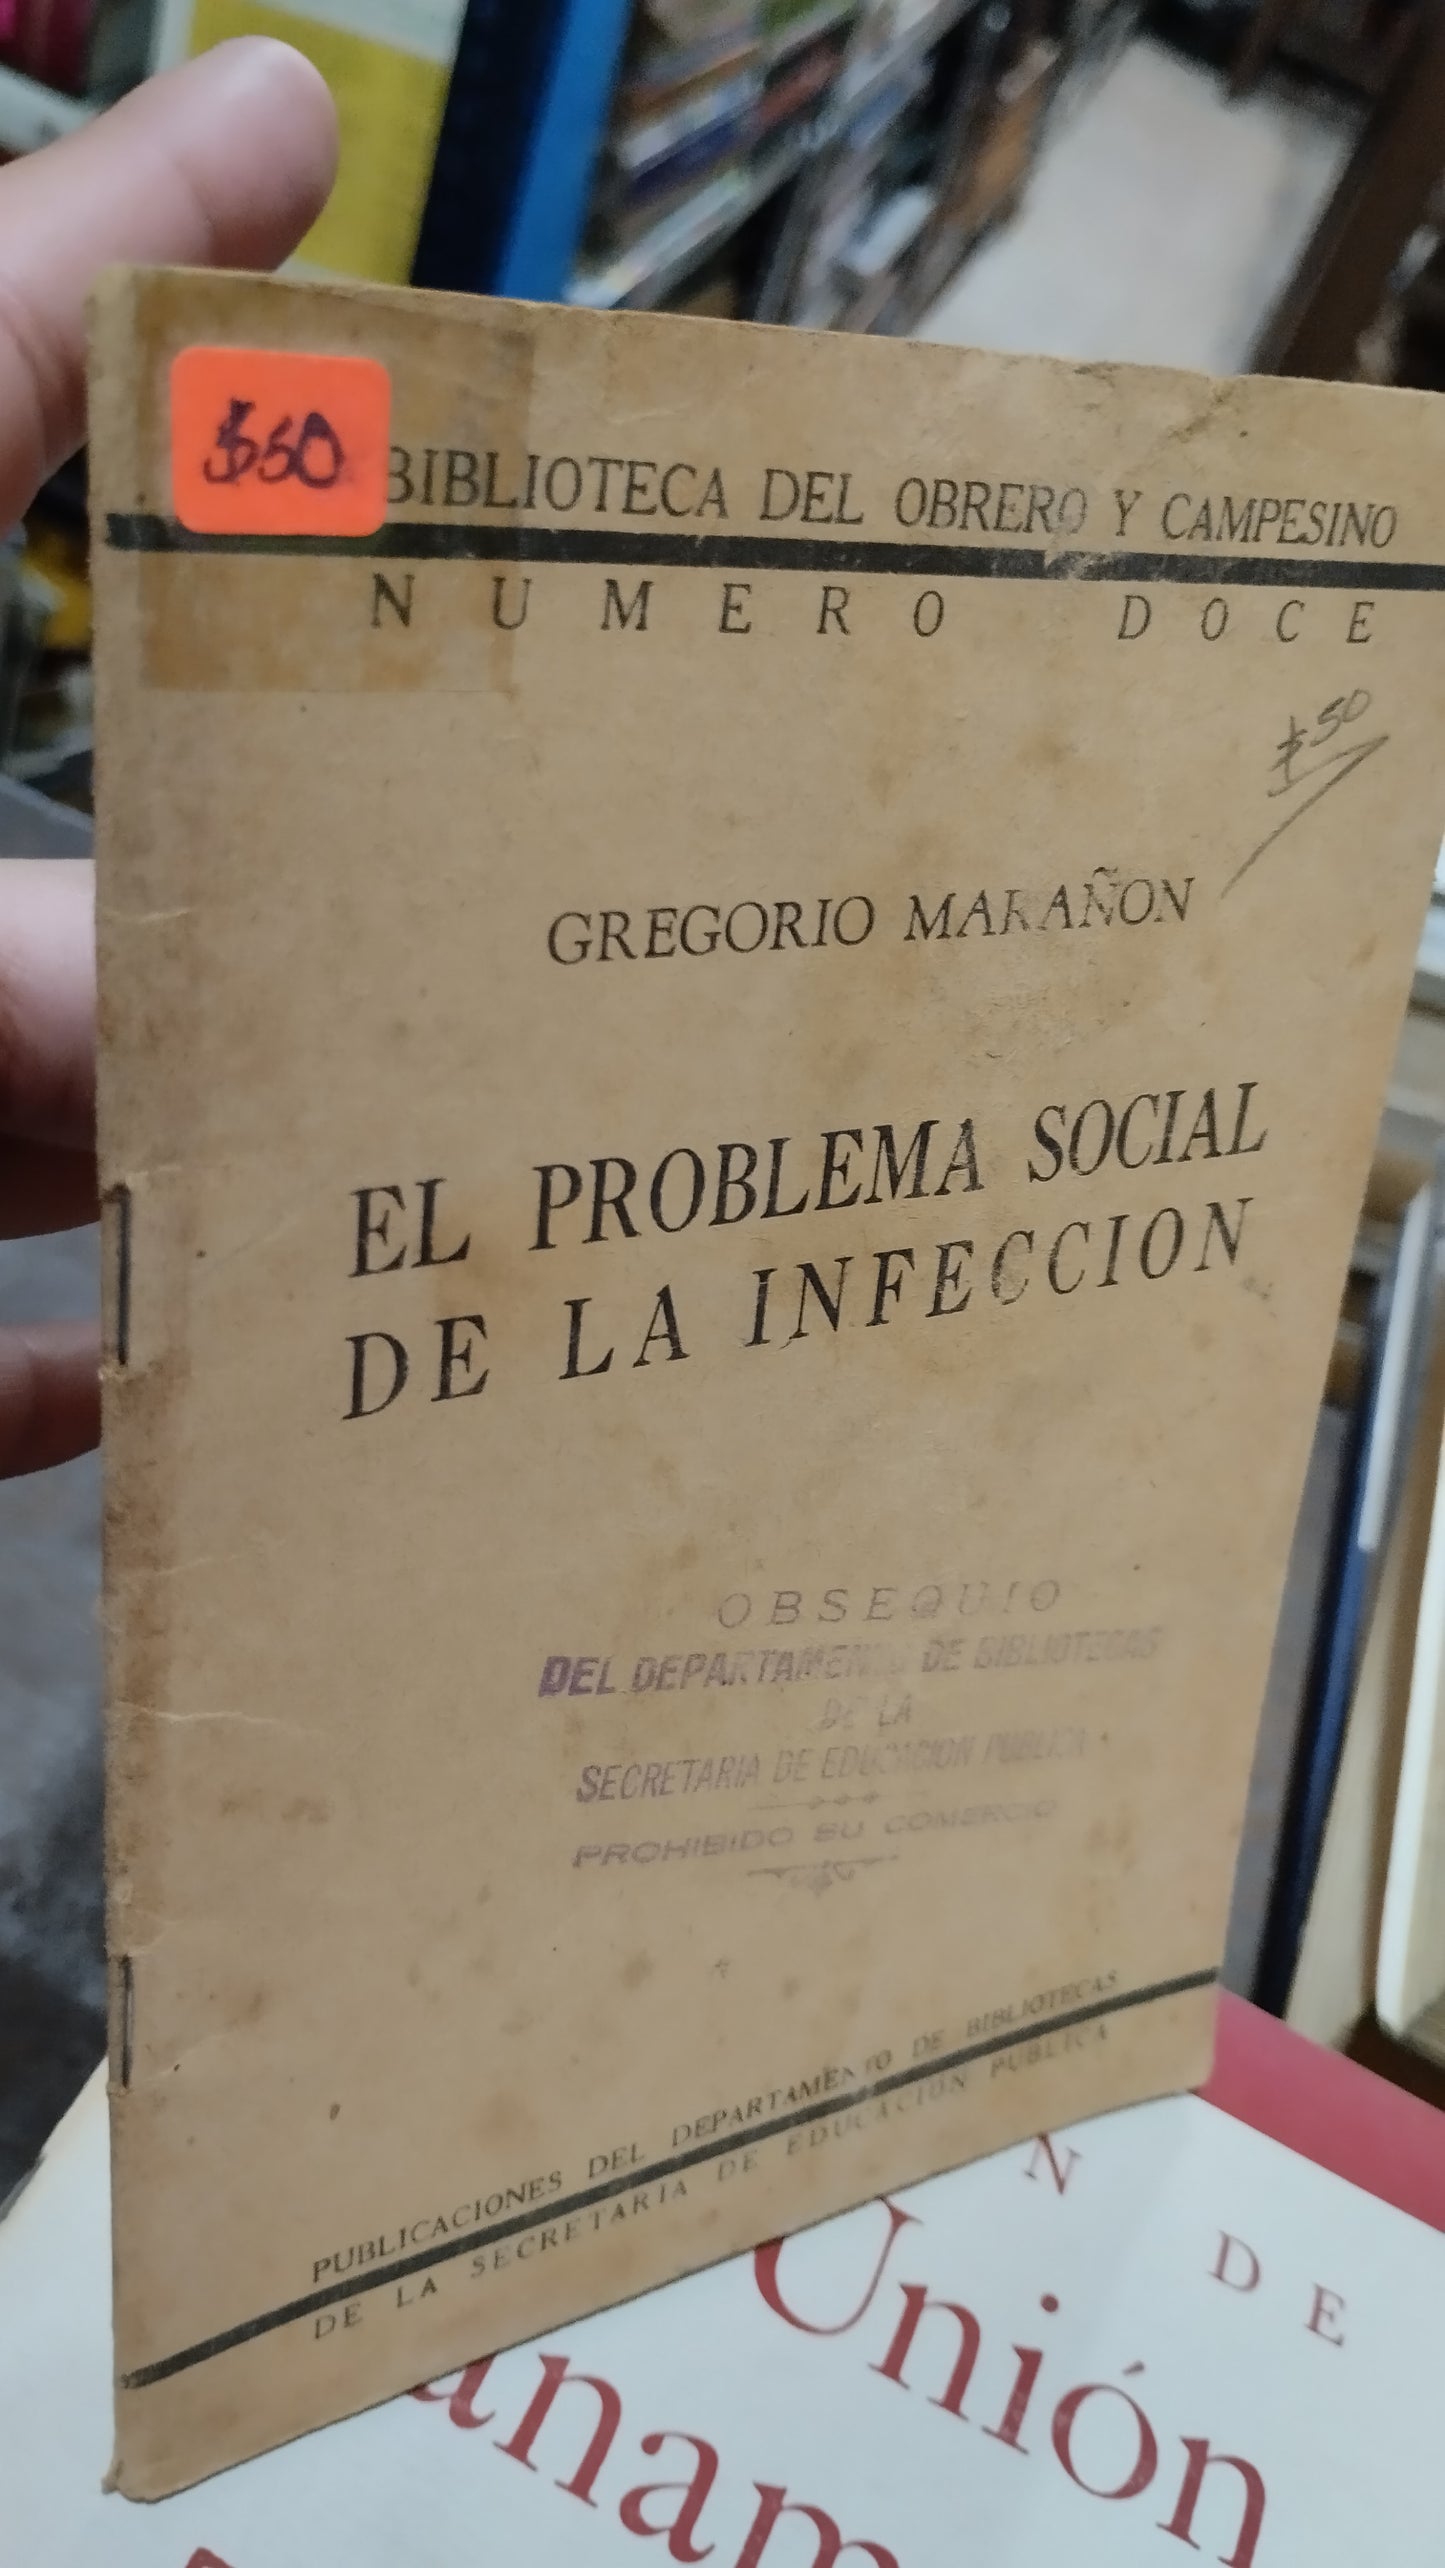 $50
BIBLIOTECA DEL OBRERO Y CAMPESINO
NUMERO DOCE
$50
GREGORIO MARAÑON
EL PROBLEMA SOCIAL
DE LA INFECCION
OBSEQUIO
DEL DEPARTAMENTO DE BIBLIOTECAS
DE LA
SECRETARIA DE EDUCACION PUBLICA
PROHIBIDO SU COMERCIO
PUBLICACIONES DEL DEPARTAMENTO DE BIBLIOTECAS
DE LA SECRETARIA DE EDUCACION PUBLICA
N DE
Unión
anam